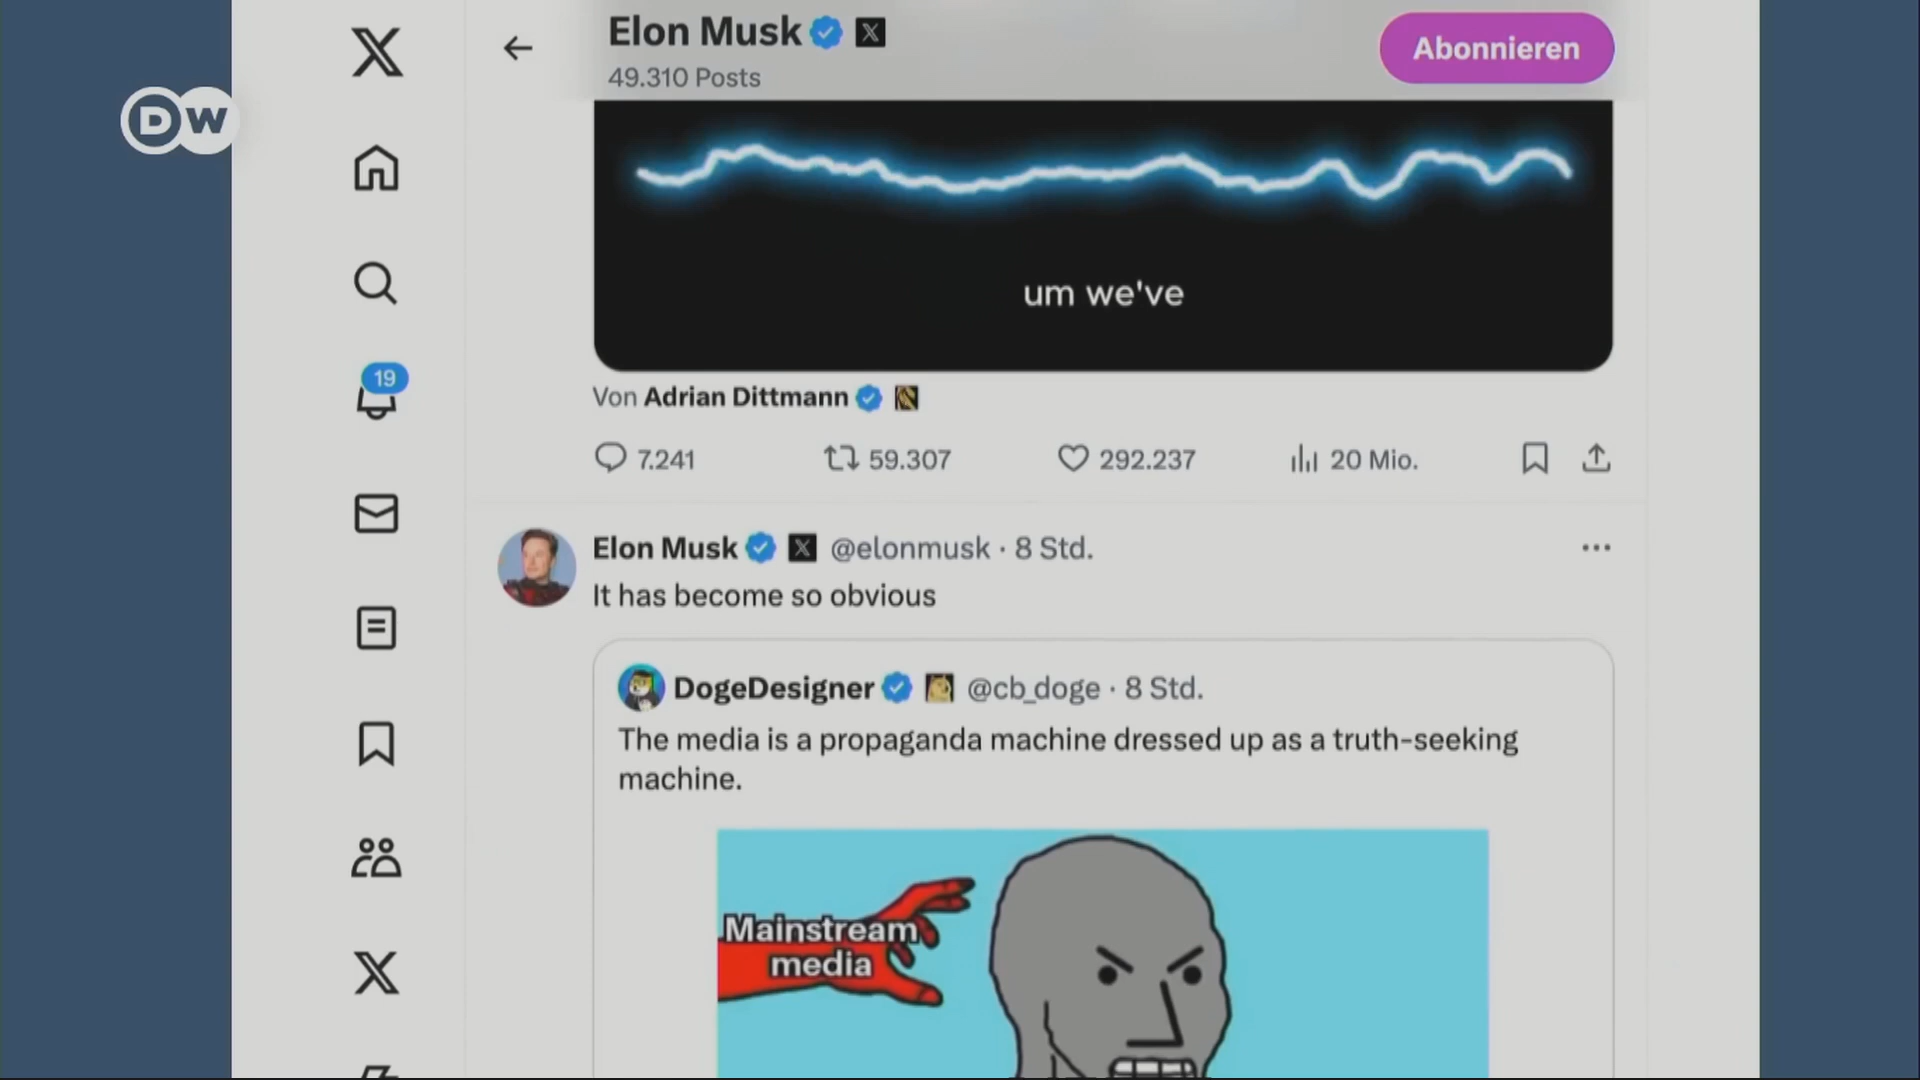 DW
Elon Musk
49.310 Posts
Abonnieren
um we've
Von Adrian Dittmann
7.241
59.307
292.237
20 Mio.
19
Elon Musk @elonmusk · 8 Std.
It has become so obvious
DogeDesigner @cb_doge · 8 Std.
The media is a propaganda machine dressed up as a truth-seeking
machine.
Mainstream
media